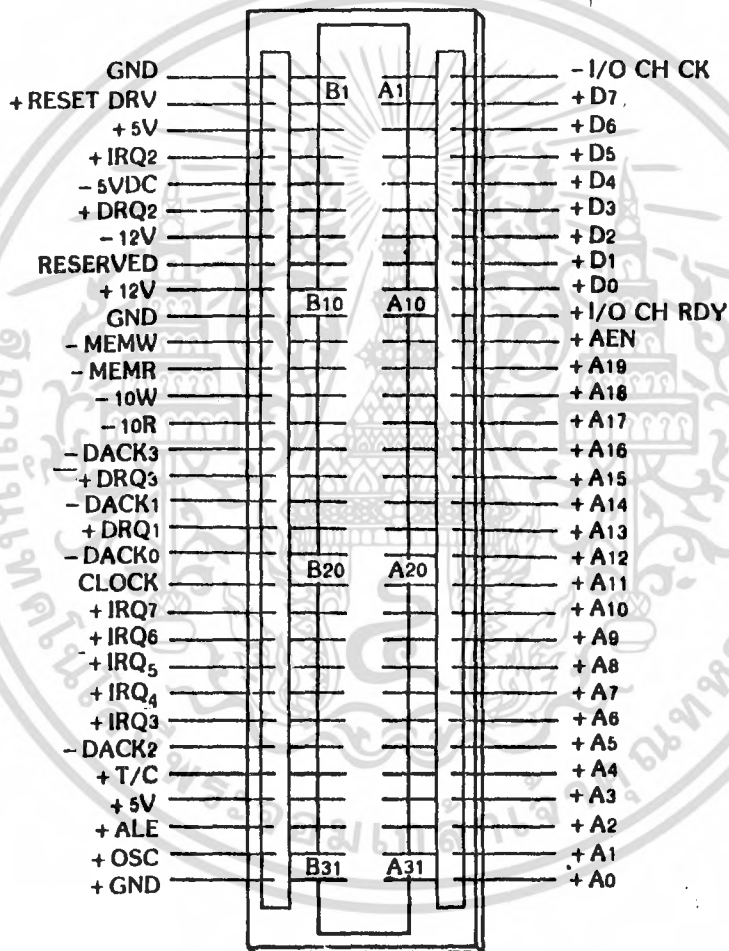 GND - I/O CH CK
+ RESET DRV B1 A1 + D7
+ 5V + D6
+ IRQ2 + D5
- 5VDC + D4
+ DRQ2 + D3
- 12V + D2
RESERVED + D1
+ 12V + D0
GND B10 A10 + I/O CH RDY
- MEMW + AEN
- MEMR + A19
- 10W + A18
- 10R + A17
- DACK3 + A16
+ DRQ3 + A15
- DACK1 + A14
+ DRQ1 + A13
- DACK0 + A12
CLOCK B20 A20 + A11
+ IRQ7 + A10
+ IRQ6 + A9
+ IRQ5 + A8
+ IRQ4 + A7
+ IRQ3 + A6
- DACK2 + A5
+ T/C + A4
+ 5V + A3
+ ALE + A2
+ OSC + A1
+ GND B31 A31 + A0